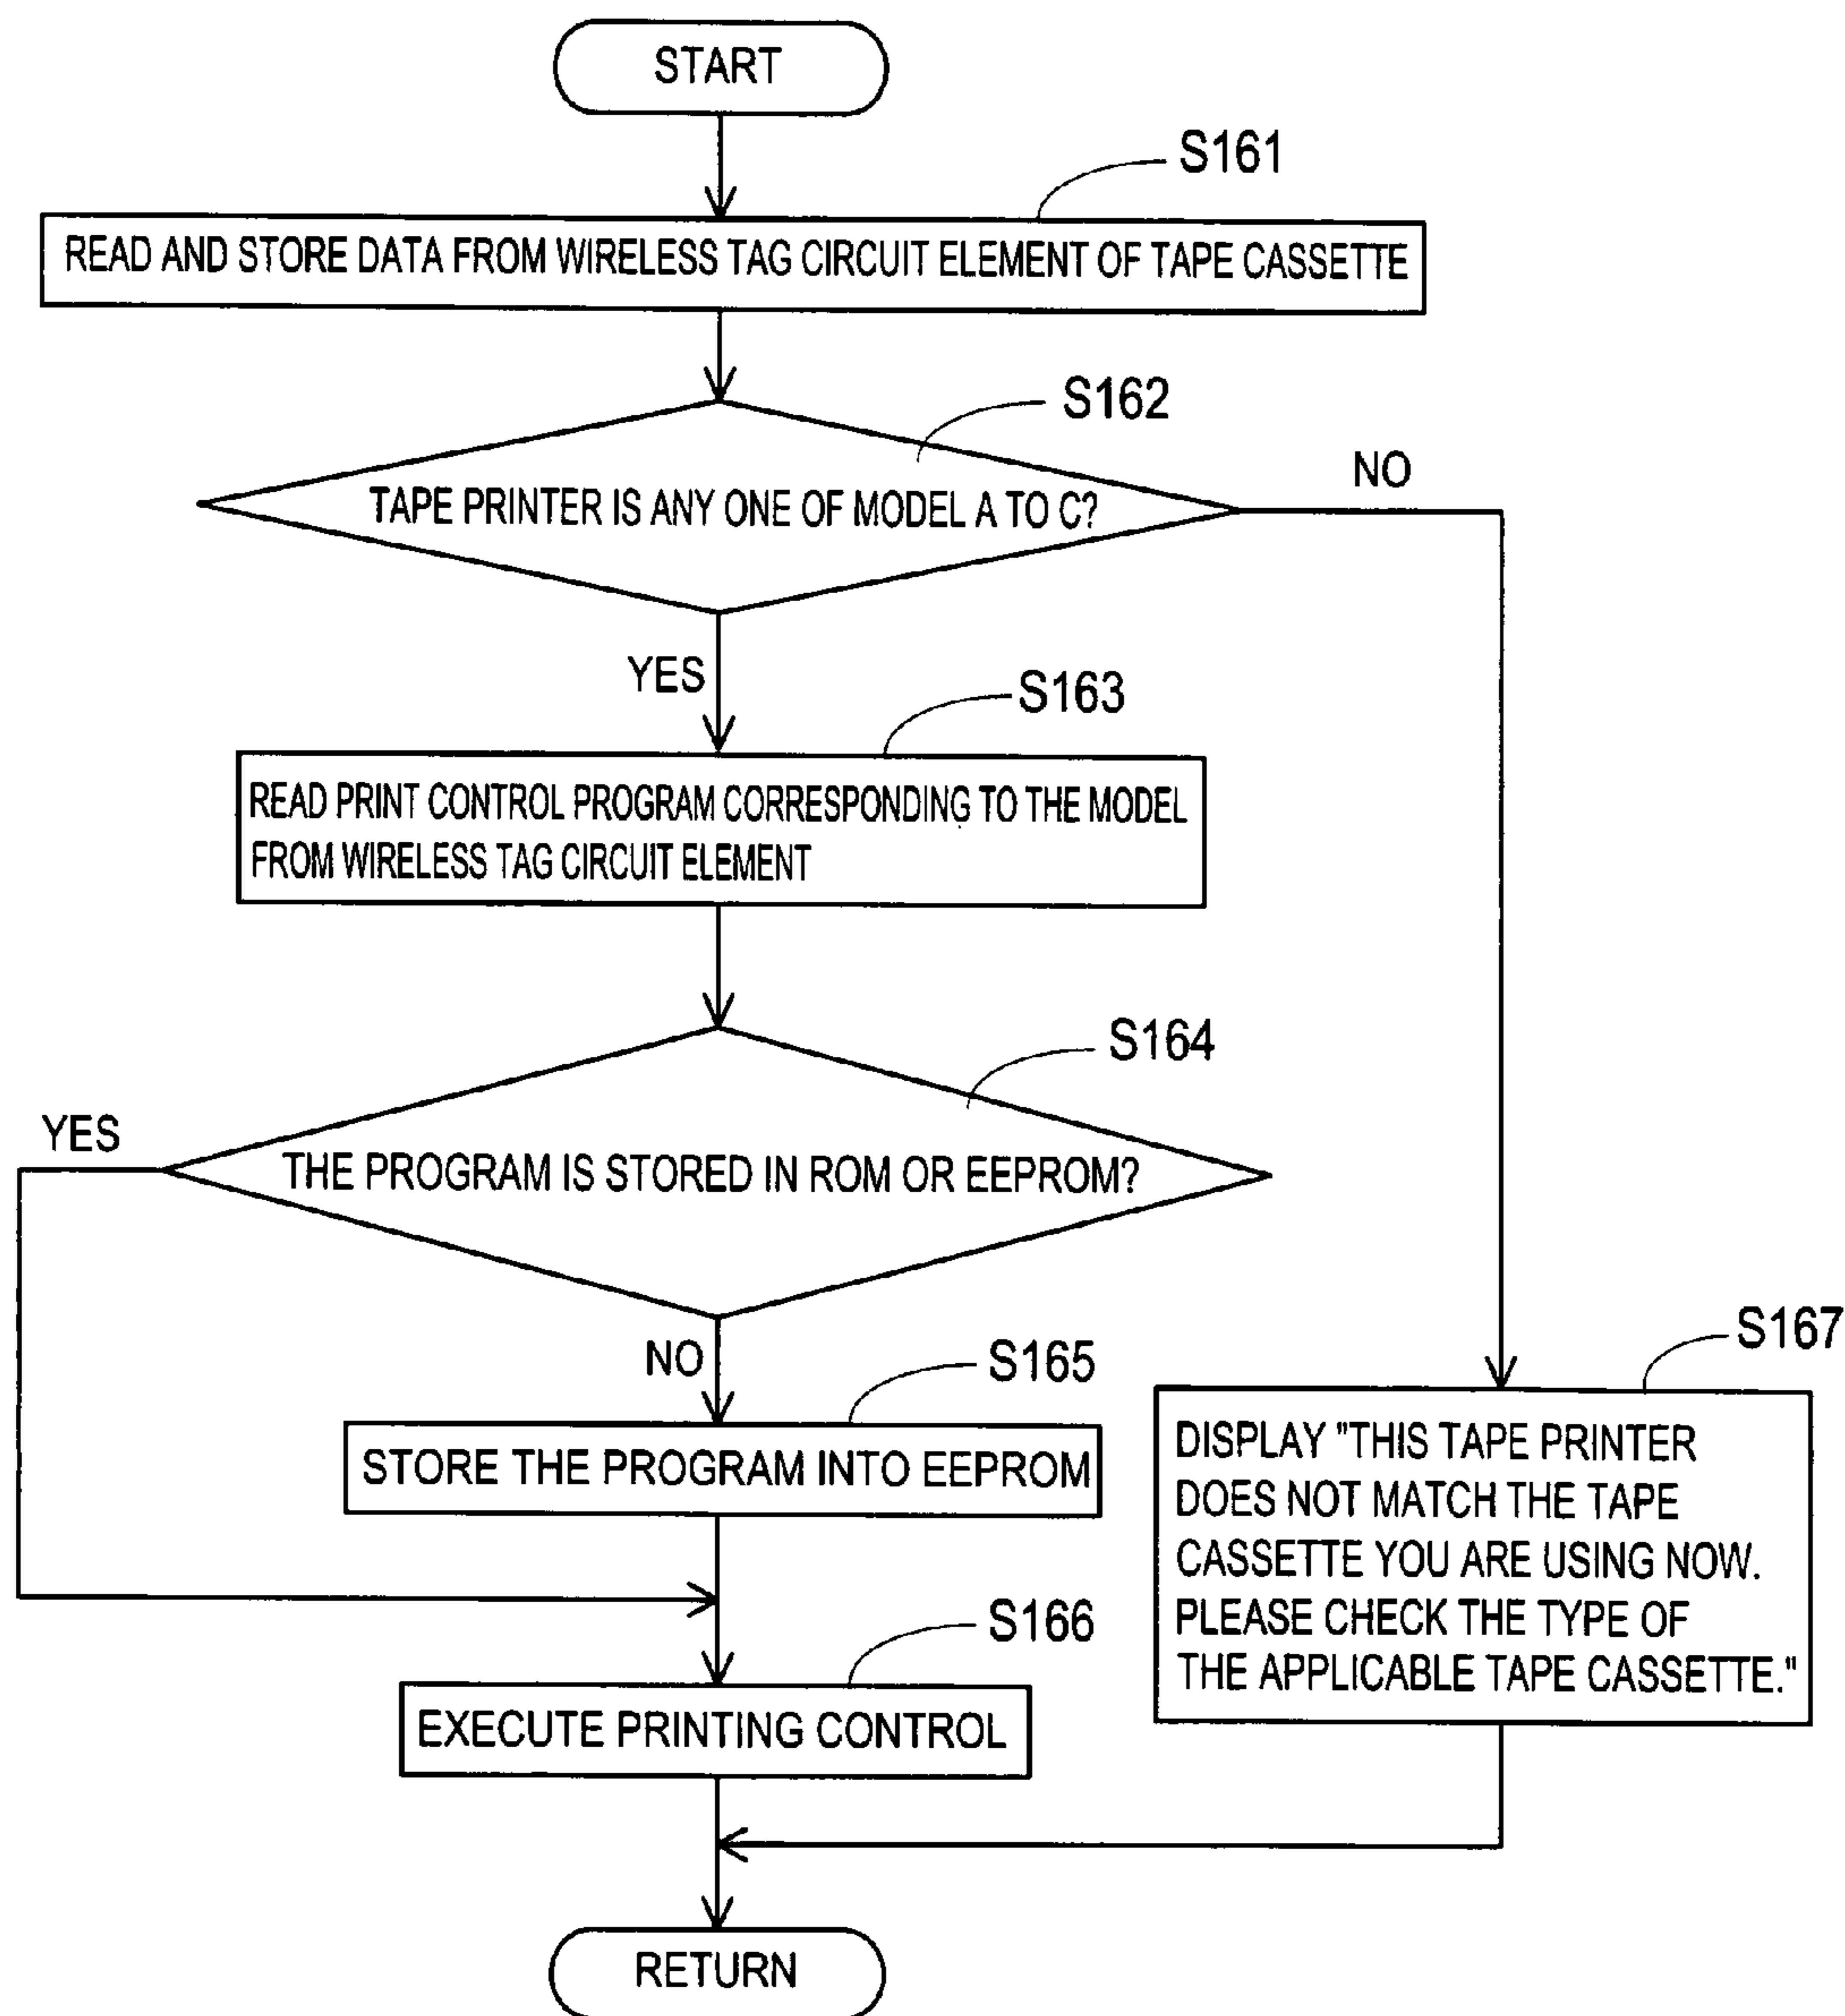 START
S161
READ AND STORE DATA FROM WIRELESS TAG CIRCUIT ELEMENT OF TAPE CASSETTE
S162
NO
TAPE PRINTER IS ANY ONE OF MODEL A TO C?
YES
S163
READ PRINT CONTROL PROGRAM CORRESPONDING TO THE MODEL
FROM WIRELESS TAG CIRCUIT ELEMENT
S164
YES
THE PROGRAM IS STORED IN ROM OR EEPROM?
NO
S165
STORE THE PROGRAM INTO EEPROM
S167
DISPLAY "THIS TAPE PRINTER
DOES NOT MATCH THE TAPE
CASSETTE YOU ARE USING NOW.
PLEASE CHECK THE TYPE OF
THE APPLICABLE TAPE CASSETTE."
S166
EXECUTE PRINTING CONTROL
RETURN